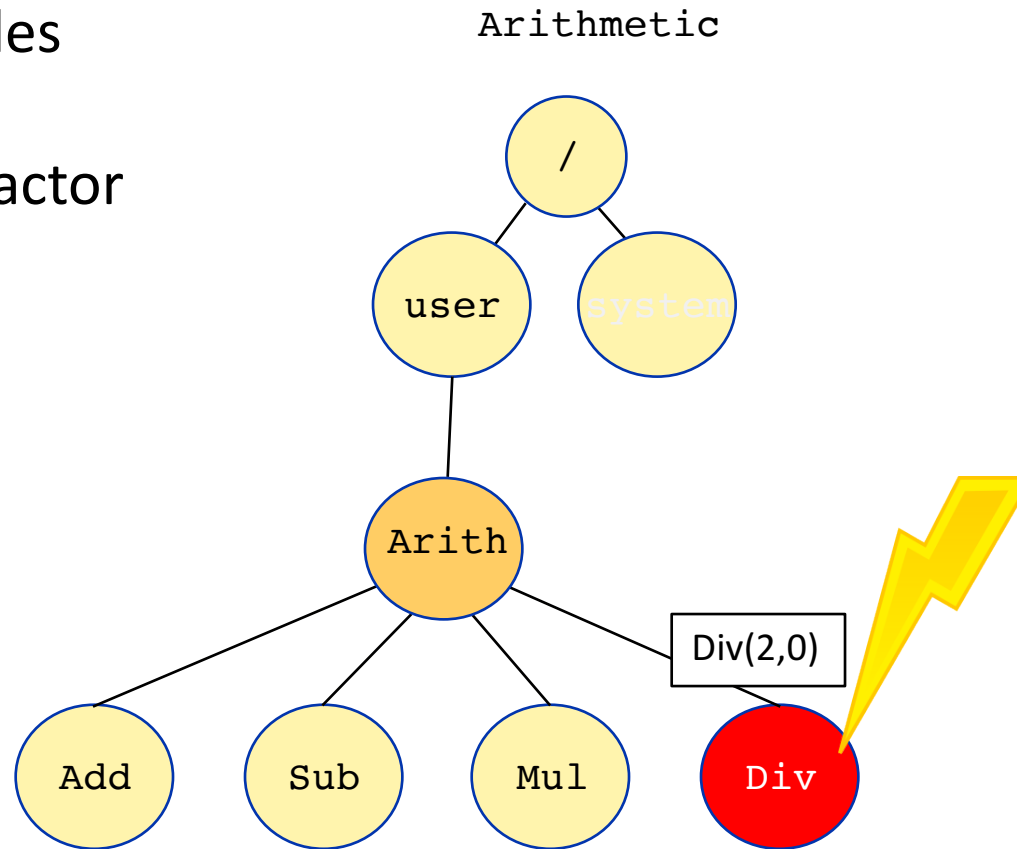 les
actor
Arithmetic
/
user
system
Arith
Div(2,0)
Add
Sub
Mul
Div